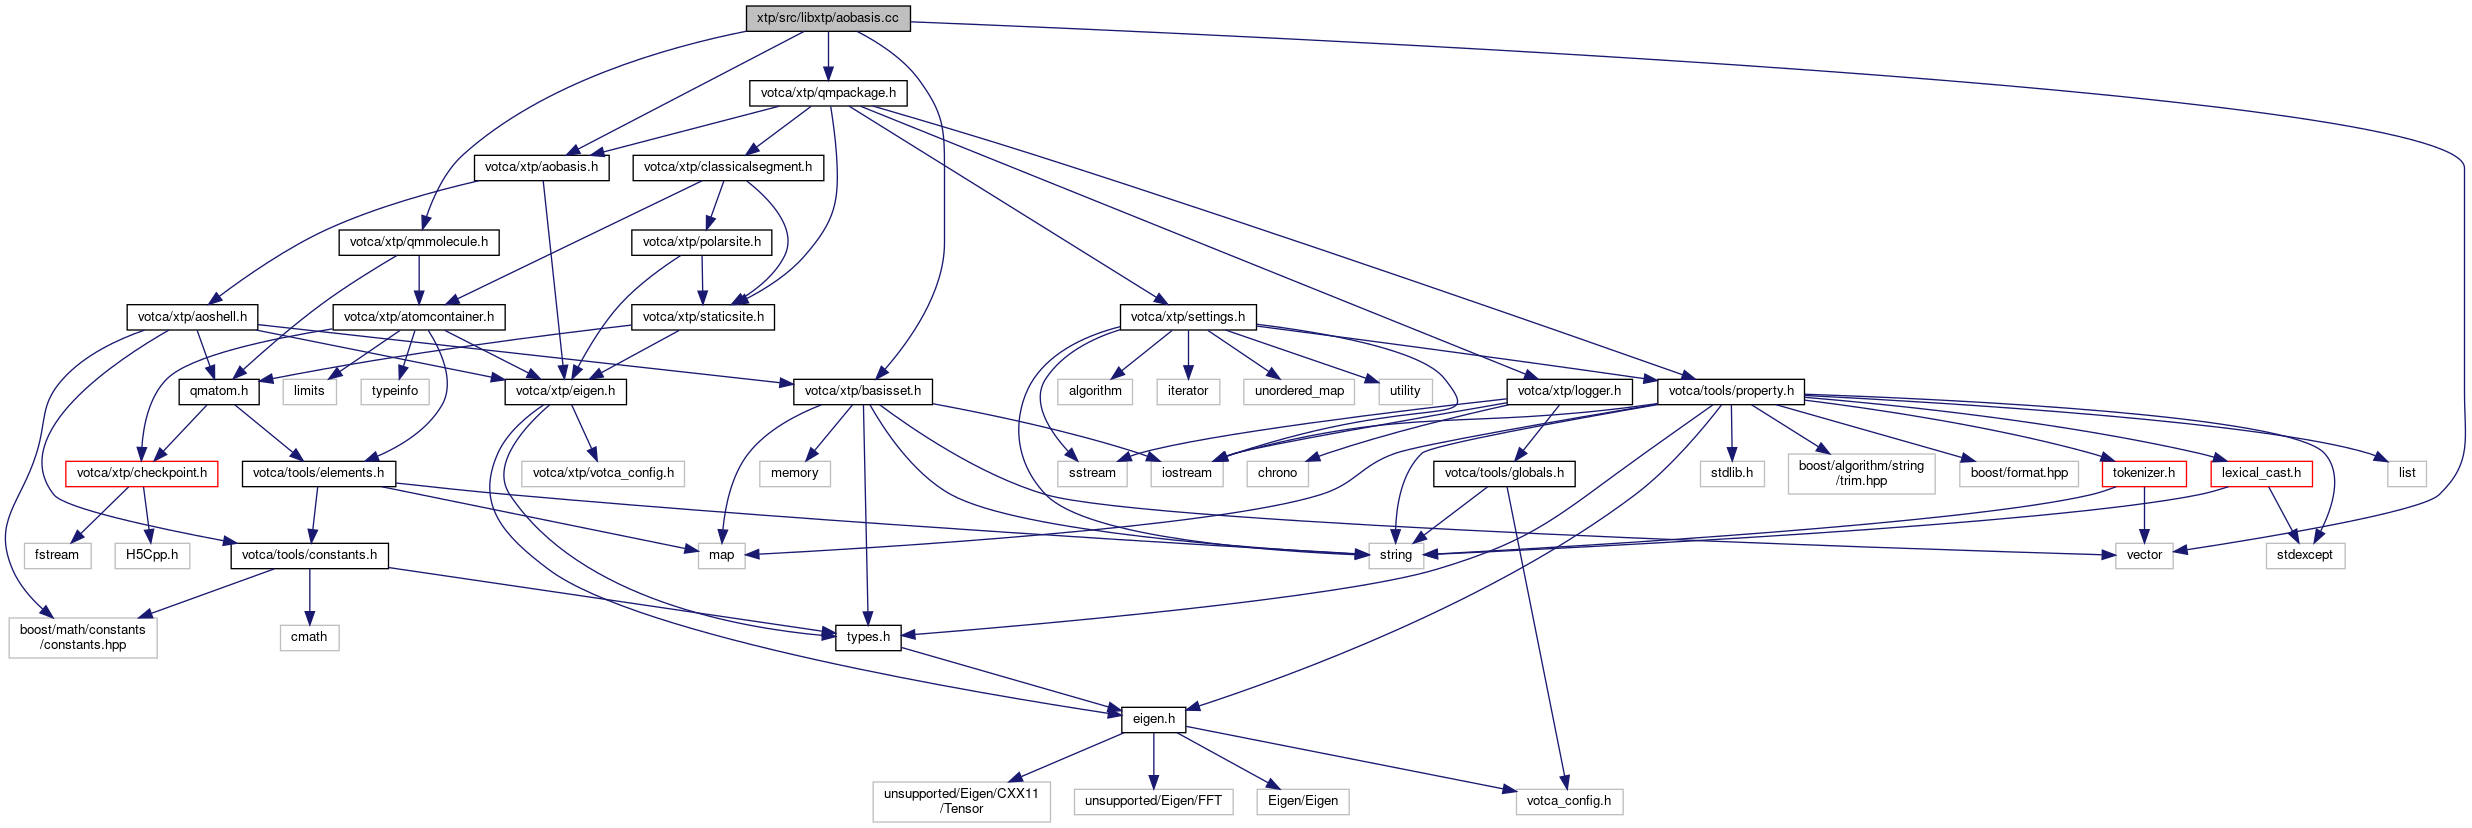 xtp/src/libxtp/aobasis.cc
votca/xtp/qmpackage.h
votca/xtp/aobasis.h
votca/xtp/classicalsegment.h
votca/xtp/qmmolecule.h
votca/xtp/polarsite.h
votca/xtp/aoshell.h
votca/xtp/atomcontainer.h
votca/xtp/staticsite.h
votca/xtp/settings.h
qmatom.h
limits
typeinfo
votca/xtp/eigen.h
votca/xtp/basisset.h
algorithm
iterator
unordered_map
utility
votca/xtp/logger.h
votca/tools/property.h
votca/xtp/checkpoint.h
votca/tools/elements.h
votca/xtp/votca_config.h
memory
sstream
iostream
chrono
votca/tools/globals.h
stdlib.h
boost/algorithm/string
/trim.hpp
boost/format.hpp
tokenizer.h
lexical_cast.h
list
fstream
H5Cpp.h
votca/tools/constants.h
map
string
vector
stdexcept
boost/math/constants
/constants.hpp
cmath
types.h
eigen.h
unsupported/Eigen/CXX11
/Tensor
unsupported/Eigen/FFT
Eigen/Eigen
votca_config.h